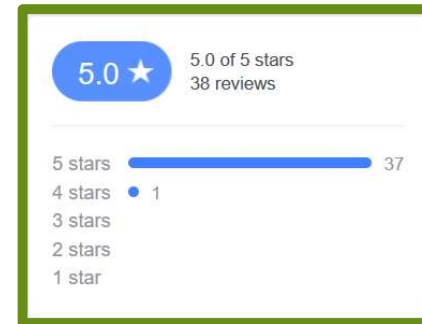 5.0 ★
5.0 of 5 stars
38 reviews
5 stars 37
4 stars 1
3 stars
2 stars
1 star